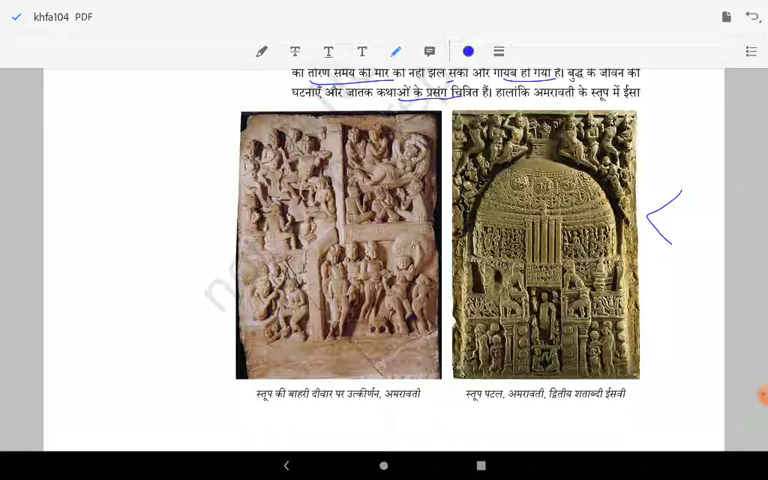 khfa104 PDF
T T T
का तोरण समय की मार को नहीं झेल सका और गायब हो गया है। बुद्ध के जीवन की
घटनाएँ और जातक कथाओं के प्रसंग चित्रित हैं। हालांकि अमरावती के स्तूप में ईसा
स्तूप की बाहरी दीवार पर उत्कीर्णन, अमरावती
स्तूप पटल, अमरावती, द्वितीय शताब्दी ईसवी